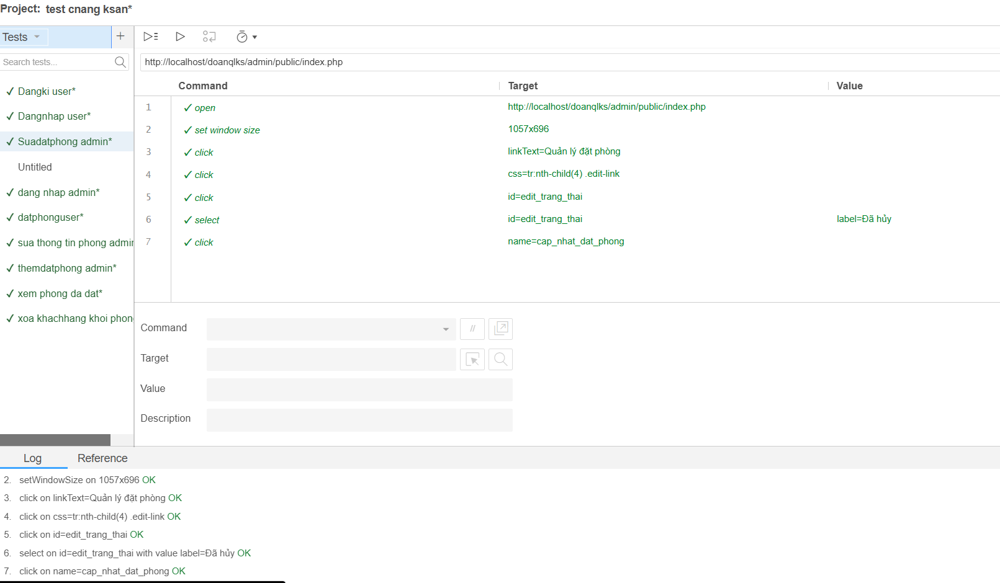 Project: test cnang ksan*
Tests
Search tests...
✓ Dangki user*
✓ Dangnhap user*
✓ Suadatphong admin*
Untitled
✓ dang nhap admin*
✓ datphonguser*
✓ sua thong tin phong admin
✓ themdatphong admin*
✓ xem phong da dat*
✓ xoa khachhang khoi phon
http://localhost/doanqlks/admin/public/index.php
Command Target Value
1 ✓ open http://localhost/doanqlks/admin/public/index.php
2 ✓ set window size 1057x696
3 ✓ click linkText=Quản lý đặt phòng
4 ✓ click css=tr:nth-child(4) .edit-link
5 ✓ click id=edit_trang_thai
6 ✓ select id=edit_trang_thai label=Đã hủy
7 ✓ click name=cap_nhat_dat_phong
Command //
Target
Value
Description
Log Reference
2. setWindowSize on 1057x696 OK
3. click on linkText=Quản lý đặt phòng OK
4. click on css=tr:nth-child(4) .edit-link OK
5. click on id=edit_trang_thai OK
6. select on id=edit_trang_thai with value label=Đã hủy OK
7. click on name=cap_nhat_dat_phong OK